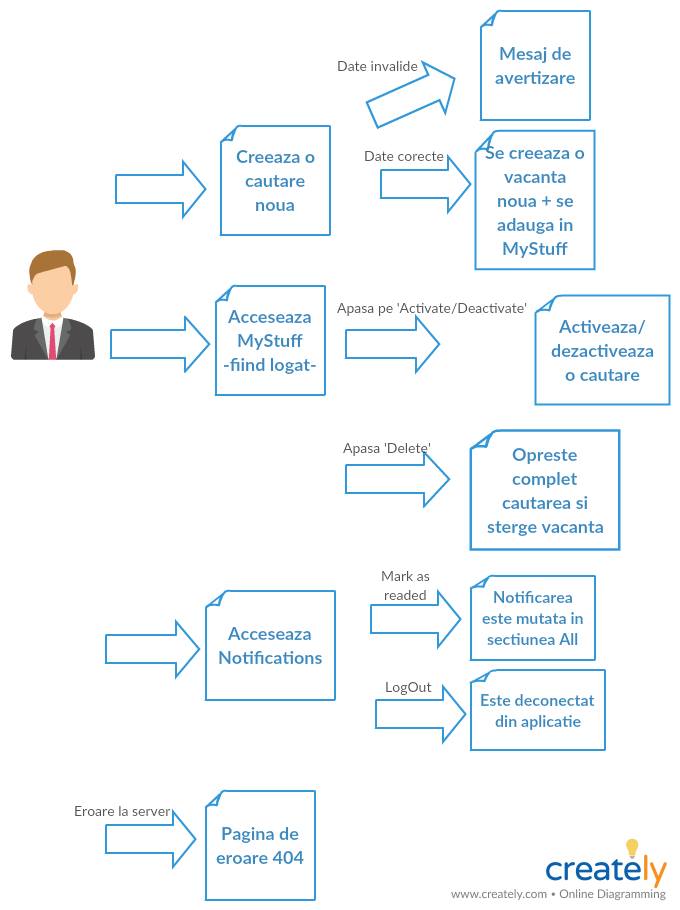 Mesaj de
avertizare
Date invalide
Creeaza o
cautare
noua
Date corecte
Se creeaza o
vacanta
noua + se
adauga in
MyStuff
Acceseaza
MyStuff
-fiind logat-
Apasa pe 'Activate/Deactivate'
Activeaza/
dezactiveaza
o cautare
Apasa 'Delete'
Opreste
complet
cautarea si
sterge vacanta
Acceseaza
Notifications
Mark as
readed
Notificarea
este mutata in
sectiunea All
LogOut
Este deconectat
din aplicatie
Eroare la server
Pagina de
eroare 404
creately
www.creately.com • Online Diagramming